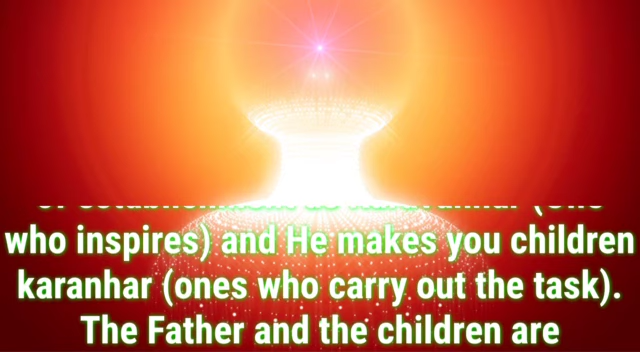 who inspires) and He makes you children
karanhar (ones who carry out the task).
The Father and the children are